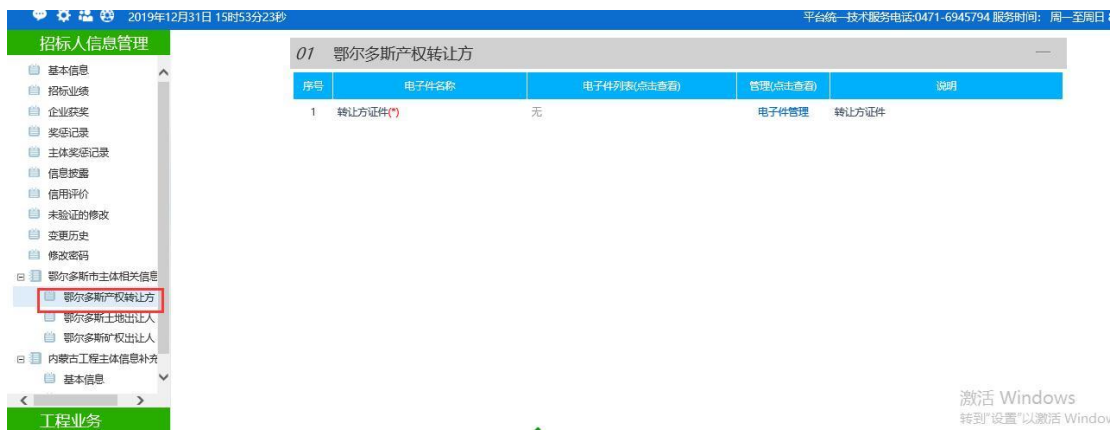 2019年12月31日 15时53分23秒
平台统一技术服务电话:0471-6945794 服务时间: 周一至周日
招标人信息管理
基本信息
招标业绩
企业获奖
奖惩记录
主体奖惩记录
信息披露
信用评价
未验证的修改
变更历史
修改密码
鄂尔多斯市主体相关信息
鄂尔多斯产权转让方
鄂尔多斯土地出让人
鄂尔多斯矿权出让人
内蒙古工程主体信息补充
基本信息
工程业务
01 鄂尔多斯产权转让方
序号 电子件名称 电子件列表(点击查看) 管理(点击查看) 说明
1 转让方证件(*) 无 电子件管理 转让方证件
激活 Windows
转到"设置"以激活 Window